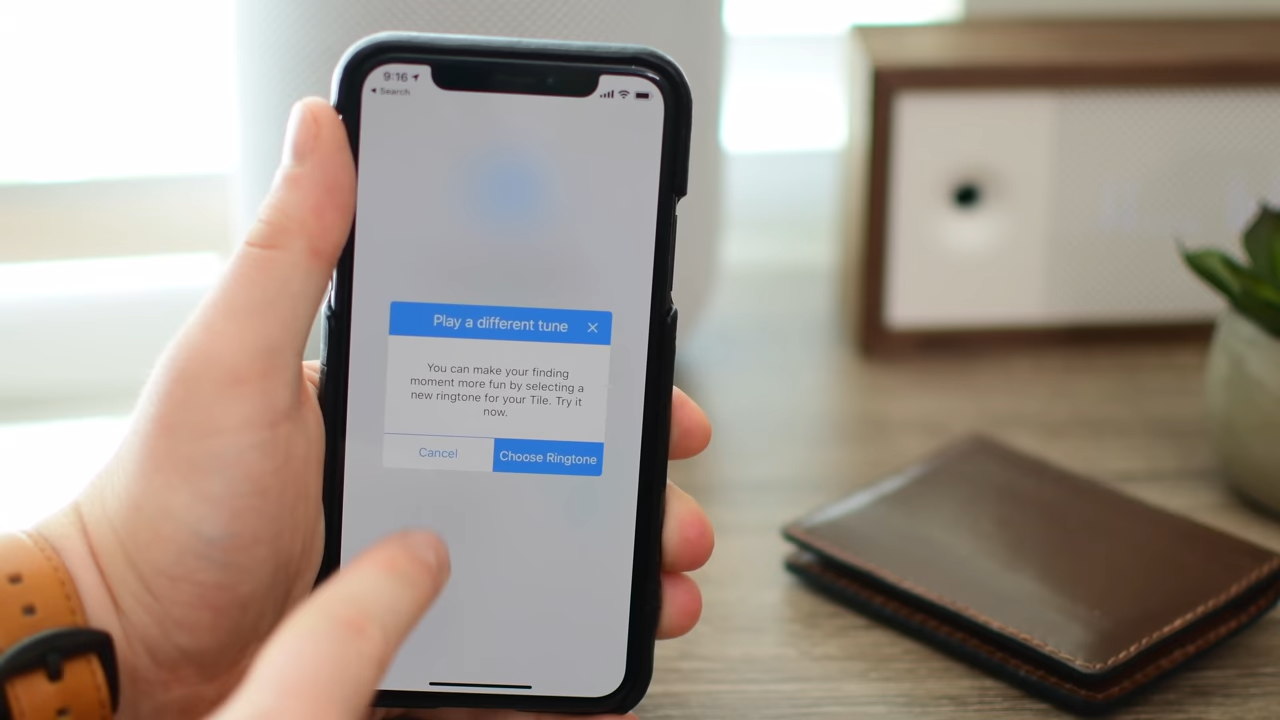 9:16
Search
Play a different tune
You can make your finding
moment more fun by selecting a
new ringtone for your Tile. Try it
now.
Cancel
Choose Ringtone